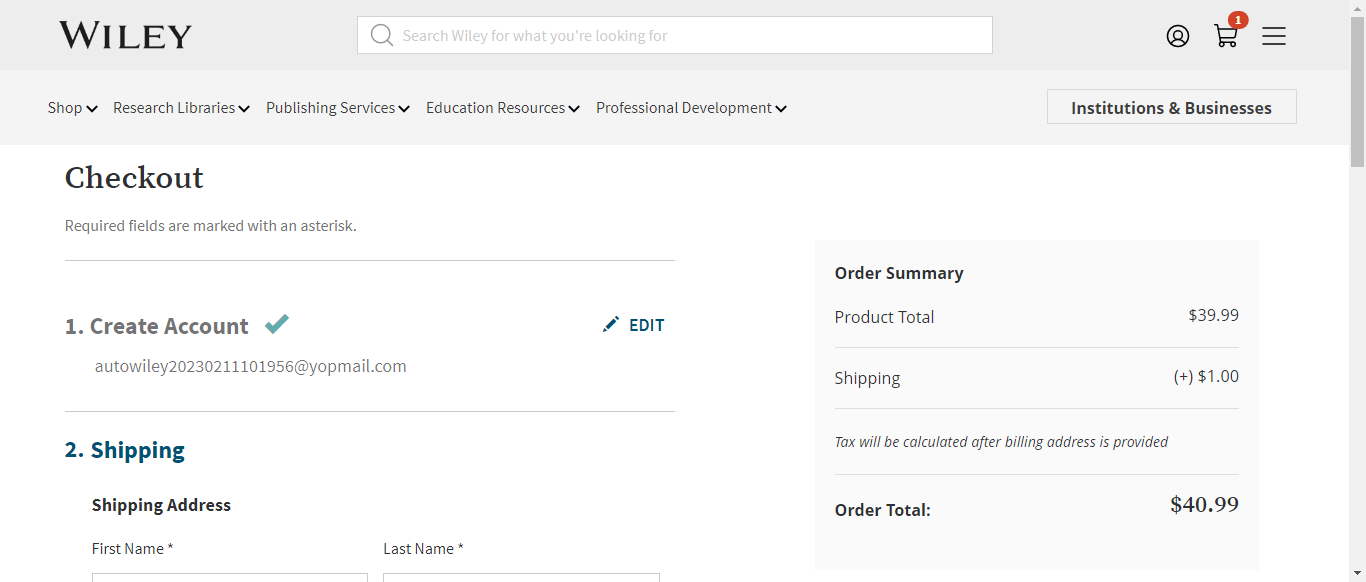 WILEY
Search Wiley for what you're looking for
1
Shop
Research Libraries
Publishing Services
Education Resources
Professional Development
Institutions & Businesses
Checkout
Required fields are marked with an asterisk.
1. Create Account
EDIT
autowiley20230211101956@yopmail.com
2. Shipping
Shipping Address
First Name *
Last Name *
Order Summary
Product Total
$39.99
Shipping
(+) $1.00
Tax will be calculated after billing address is provided
Order Total:
$40.99